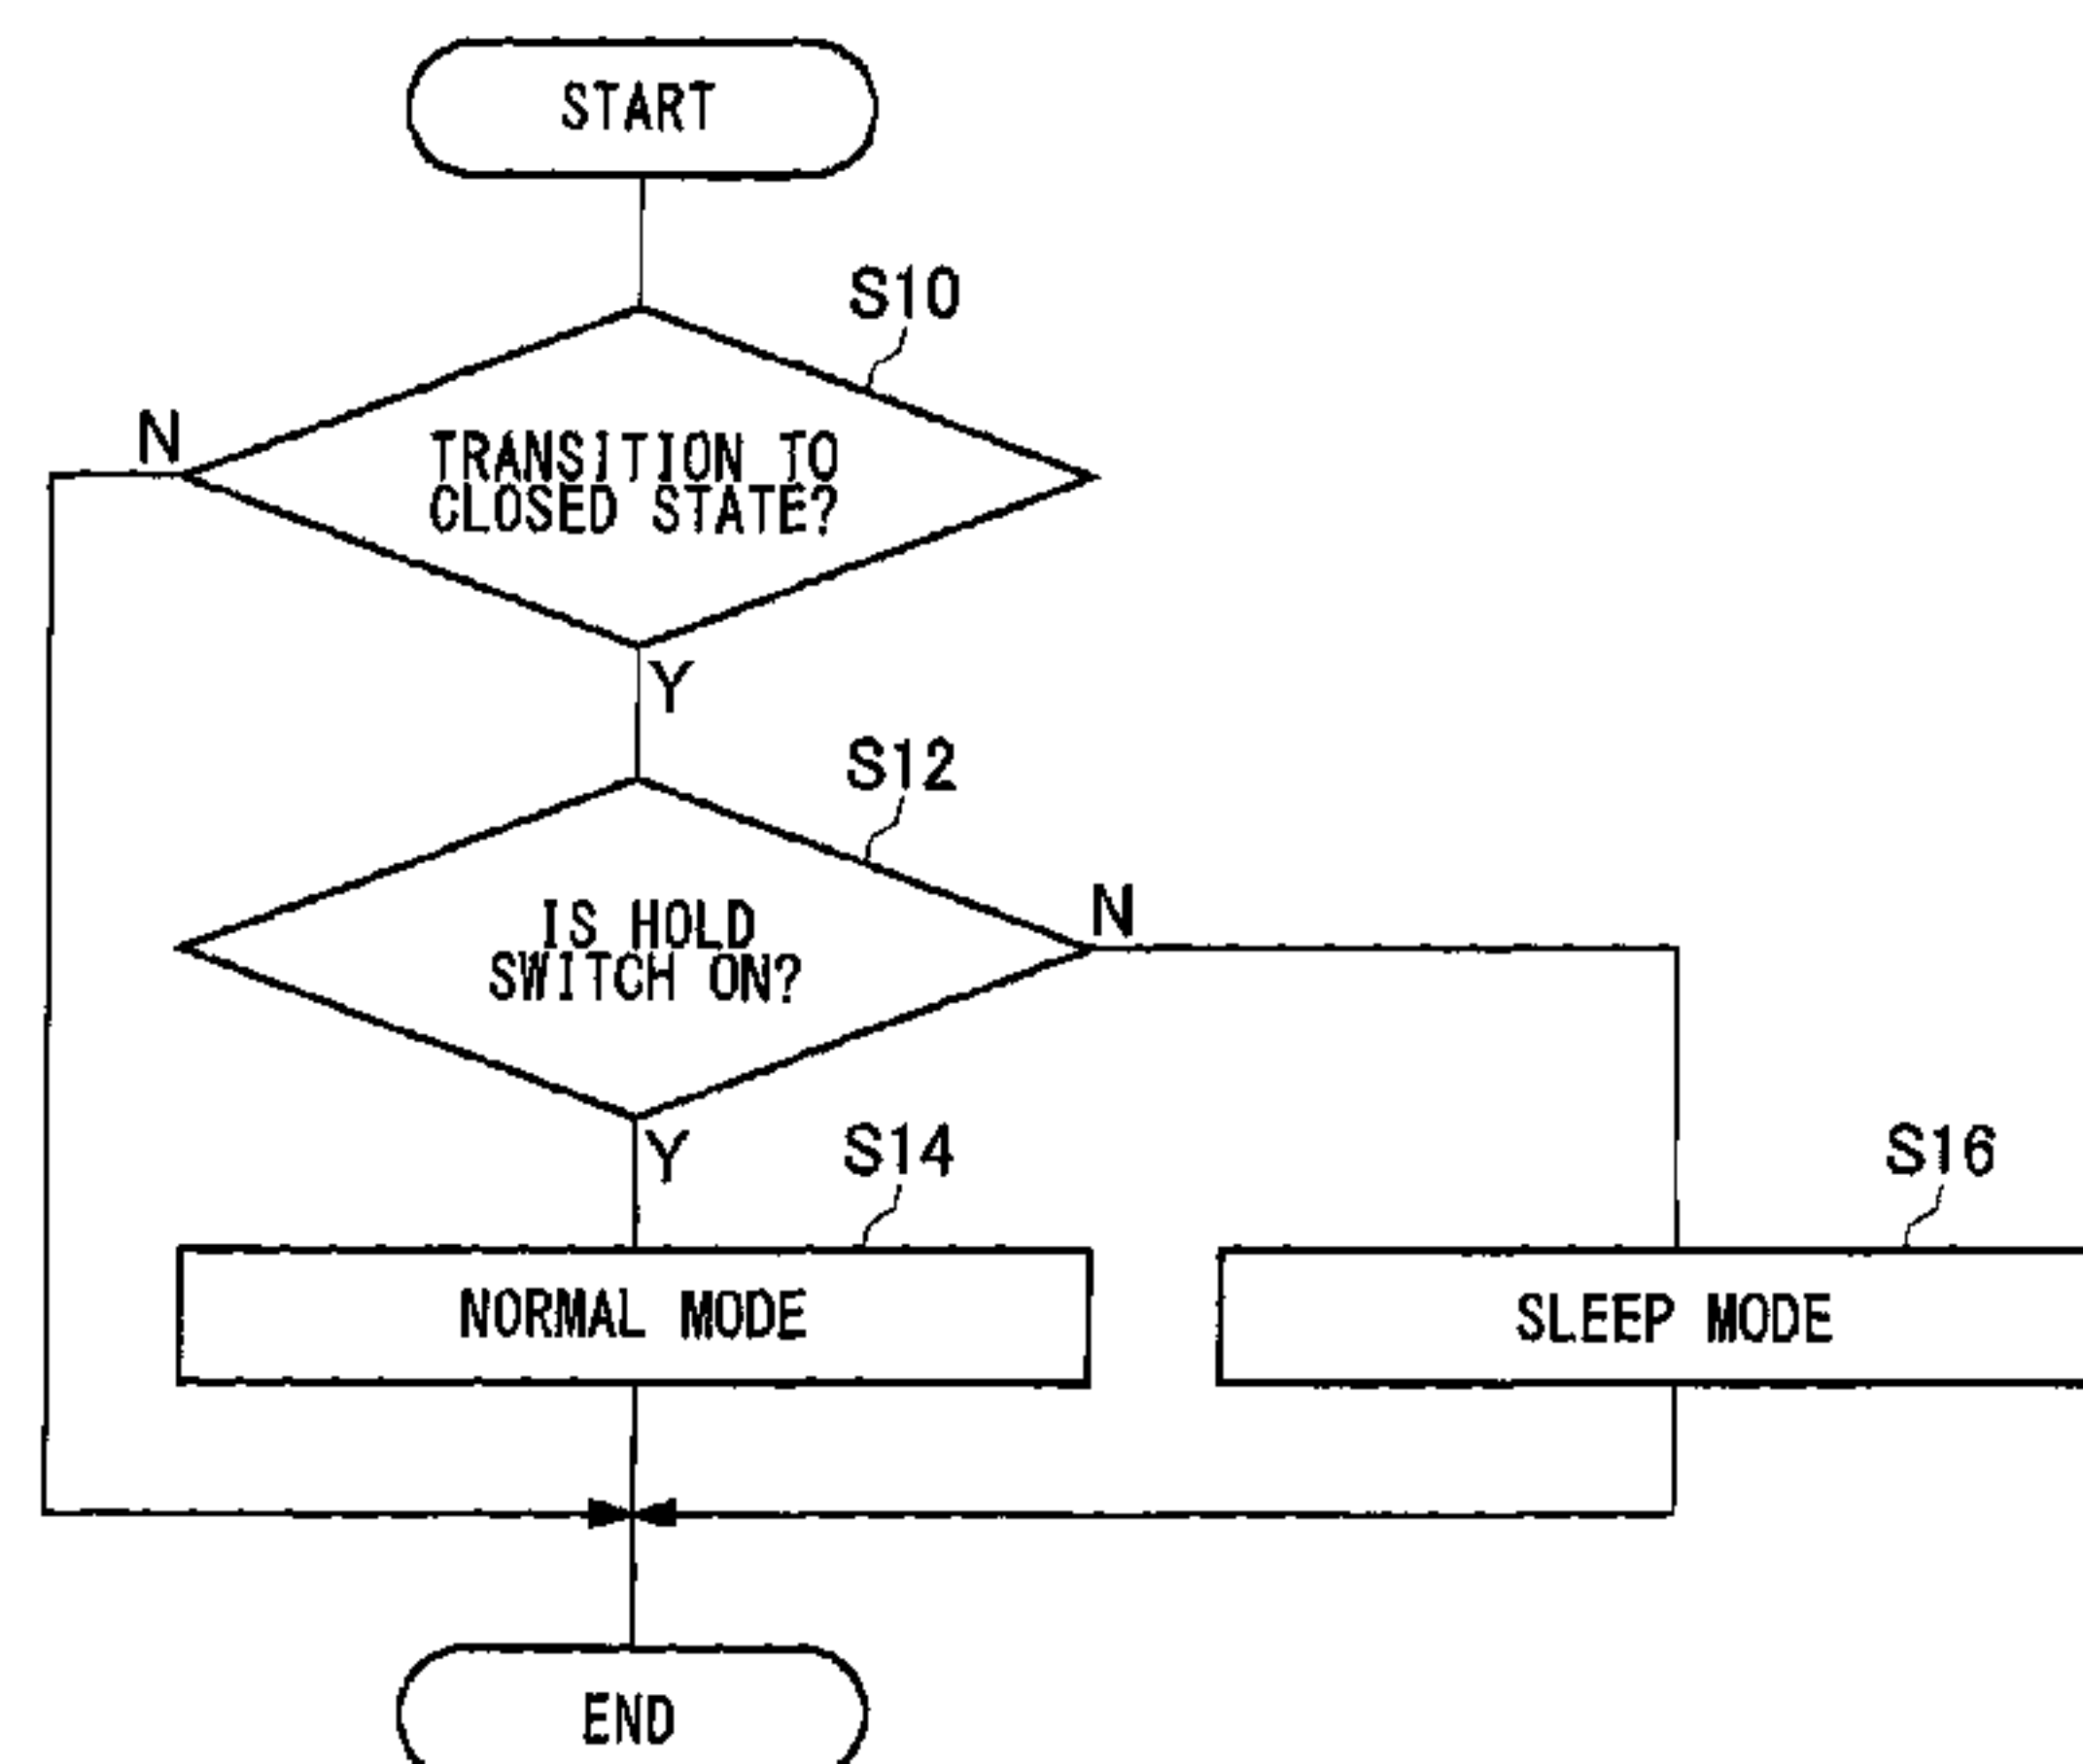 START
S10
N
TRANSITION TO
CLOSED STATE?
Y
S12
N
IS HOLD
SWITCH ON?
Y
S14
S16
NORMAL MODE
SLEEP MODE
END